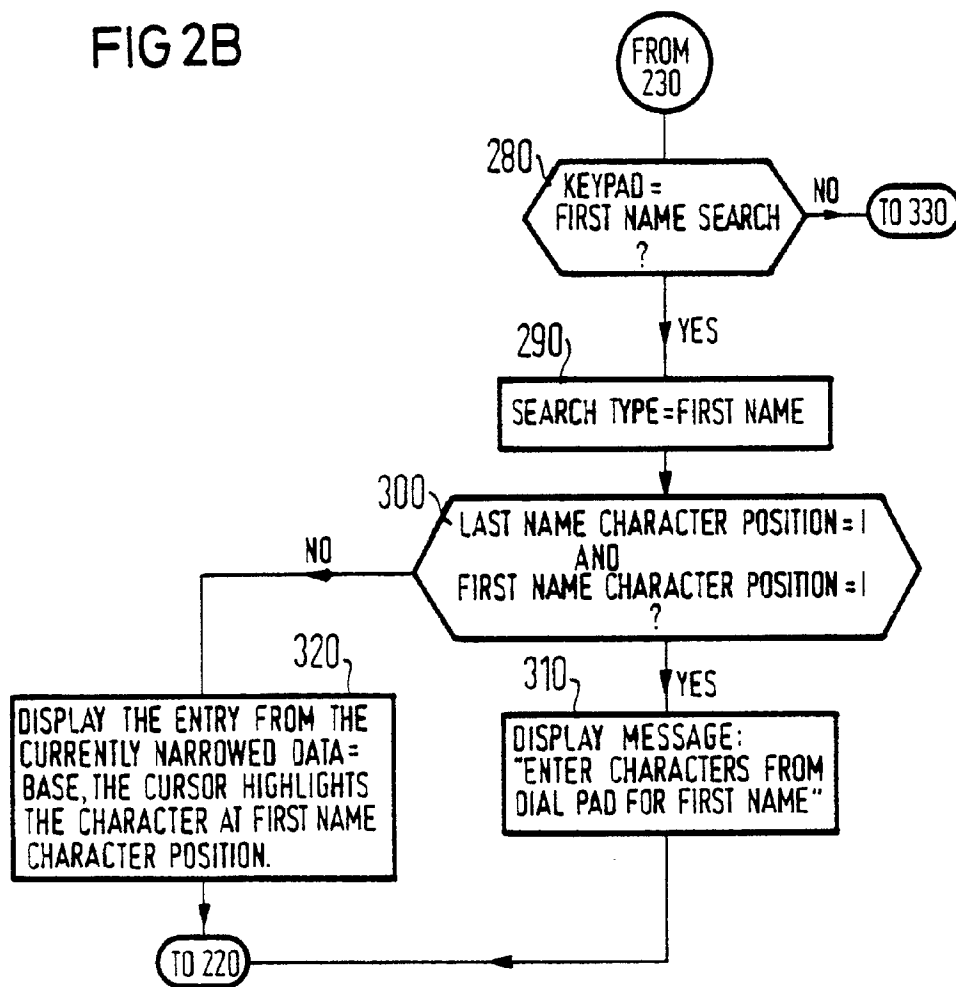 FIG 2B
FROM
230
280
KEYPAD =
FIRST NAME SEARCH
?
NO
TO 330
YES
290
SEARCH TYPE=FIRST NAME
300
LAST NAME CHARACTER POSITION=1
AND
FIRST NAME CHARACTER POSITION=1
?
NO
YES
320
DISPLAY THE ENTRY FROM THE
CURRENTLY NARROWED DATA=
BASE, THE CURSOR HIGHLIGHTS
THE CHARACTER AT FIRST NAME
CHARACTER POSITION.
310
DISPLAY MESSAGE:
"ENTER CHARACTERS FROM
DIAL PAD FOR FIRST NAME"
TO 220